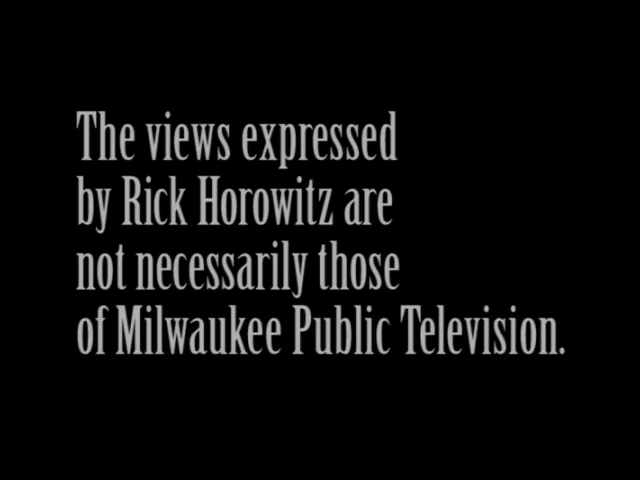 The views expressed
by Rick Horowitz are
not necessarily those
of Milwaukee Public Television.